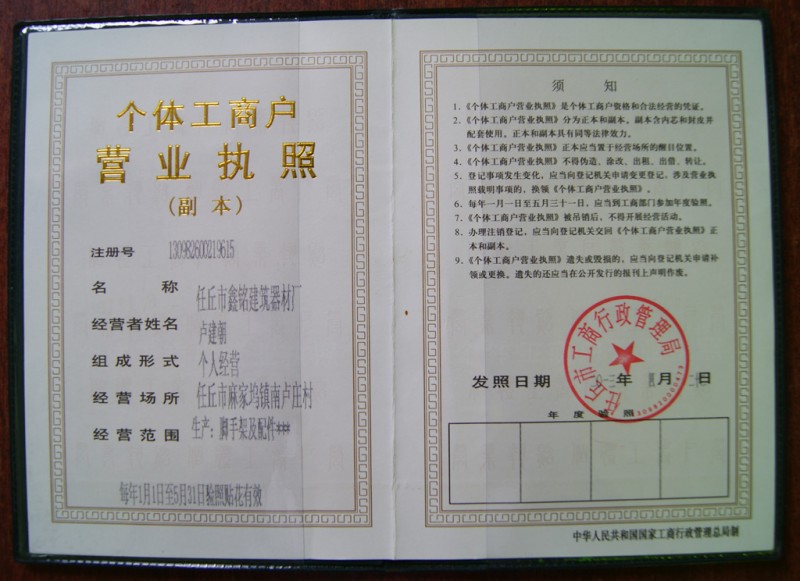 个体工商户
营业执照
(副本)
注册号 130982600219615
名称 任丘市鑫铭建筑器材厂
经营者姓名 卢建朝
组成形式 个人经营
经营场所 任丘市麻家坞镇南卢庄村
经营范围 生产：脚手架及配件***
每年1月1日至5月31日验照贴花有效
须知
1、《个体工商户营业执照》是个体工商户资格和合法经营的凭证。
2、《个体工商户营业执照》分为正本和副本。副本含内芯和封皮并
配套使用。正本和副本具有同等法律效力。
3、《个体工商户营业执照》正本应当置于经营场所的醒目位置。
4、《个体工商户营业执照》不得伪造、涂改、出租、出借、转让。
5、登记事项发生变化，应当向登记机关申请变更登记，涉及营业执
照载明事项的，换领《个体工商户营业执照》。
6、每年一月一日至五月三十一日，应当到工商部门参加年度验照。
7、《个体工商户营业执照》被吊销后，不得开展经营活动。
8、办理注销登记，应当向登记机关交回《个体工商户营业执照》正
本和副本。
9、《个体工商户营业执照》遗失或毁损的，应当向登记机关申请补
领或更换。遗失的还应当在公开发行的报刊上声明作废。
任丘市工商行政管理局
发照日期 年 月 日
年度验照
中华人民共和国国家工商行政管理总局制